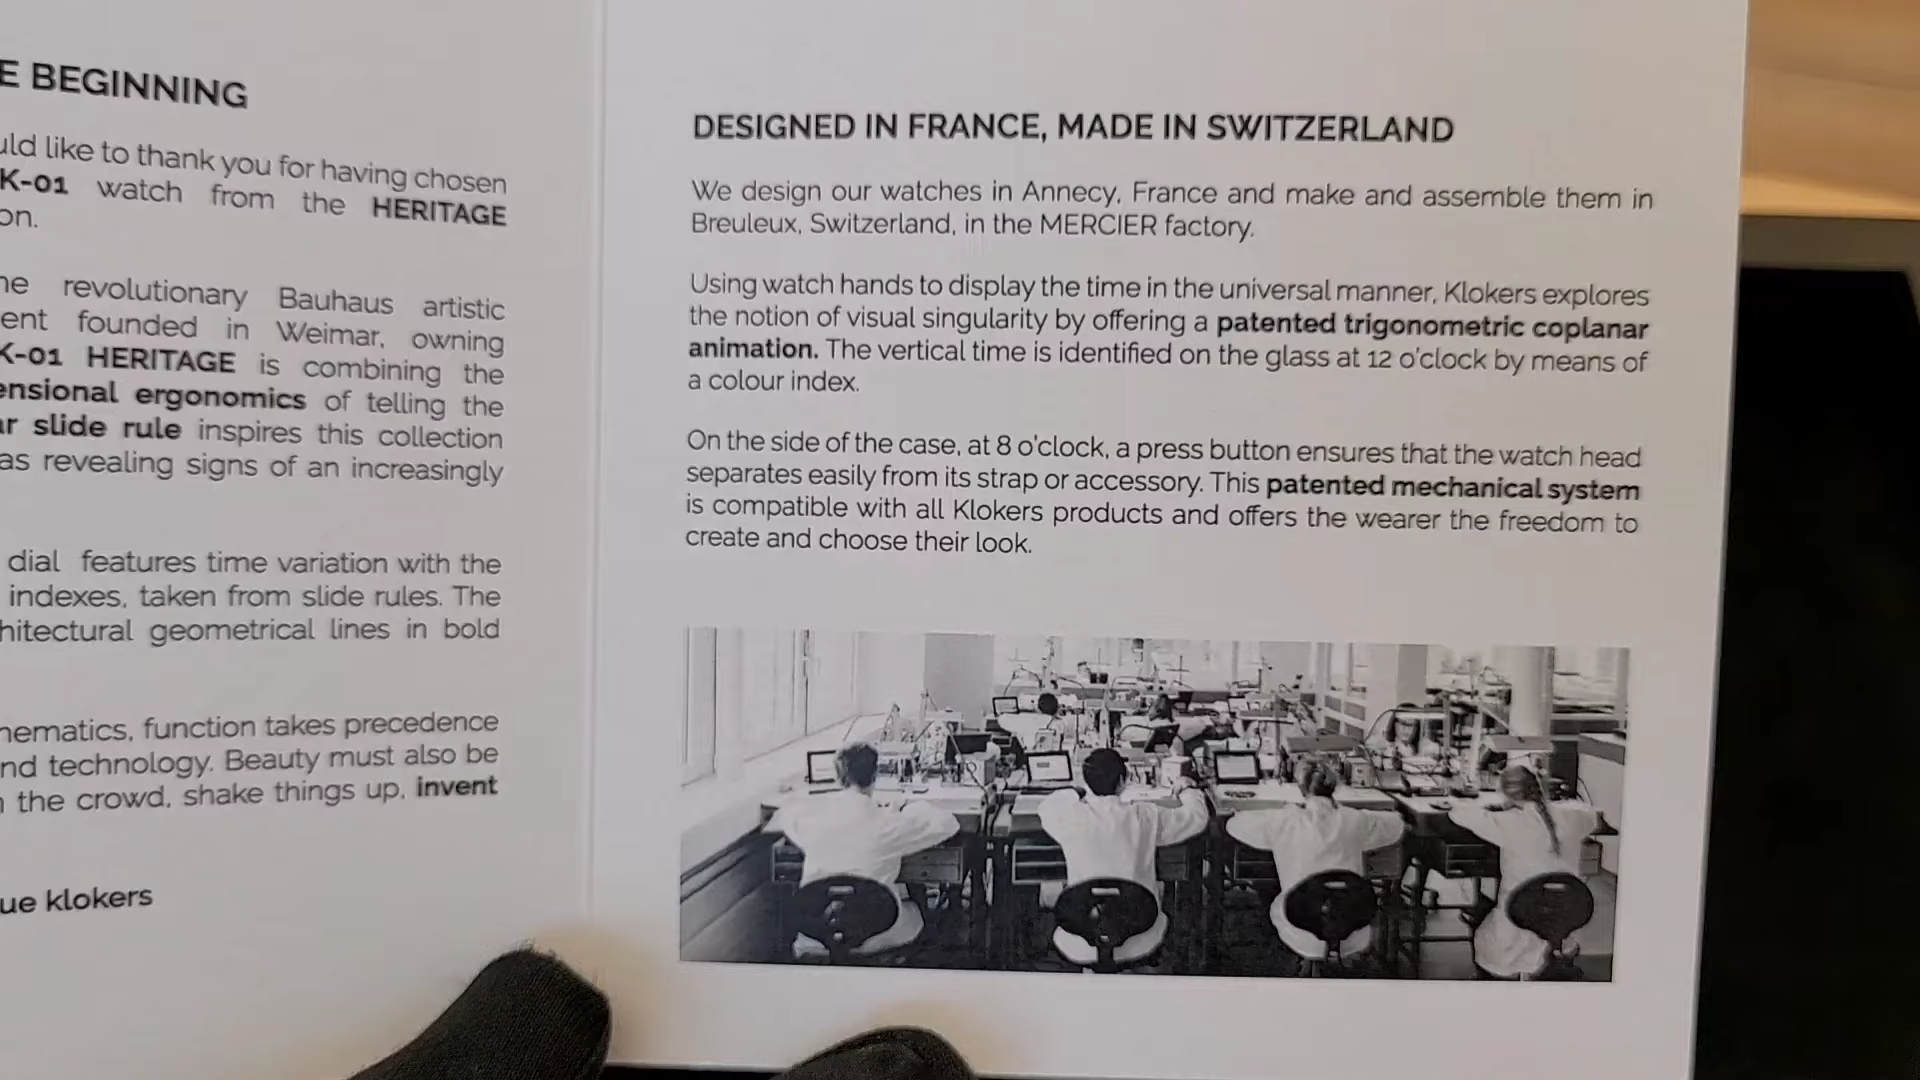 E BEGINNING
uld like to thank you for having chosen
K-01 watch from the HERITAGE
on.
ne revolutionary Bauhaus artistic
ent founded in Weimar, owning
K-01 HERITAGE is combining the
ensional ergonomics of telling the
ar slide rule inspires this collection
as revealing signs of an increasingly
dial features time variation with the
indexes, taken from slide rules. The
hitectural geometrical lines in bold
hematics, function takes precedence
nd technology. Beauty must also be
the crowd, shake things up, invent
ue klokers
DESIGNED IN FRANCE, MADE IN SWITZERLAND
We design our watches in Annecy, France and make and assemble them in
Breuleux, Switzerland, in the MERCIER factory.
Using watch hands to display the time in the universal manner, Klokers explores
the notion of visual singularity by offering a patented trigonometric coplanar
animation. The vertical time is identified on the glass at 12 o'clock by means of
a colour index.
On the side of the case, at 8 o'clock, a press button ensures that the watch head
separates easily from its strap or accessory. This patented mechanical system
is compatible with all Klokers products and offers the wearer the freedom to
create and choose their look.